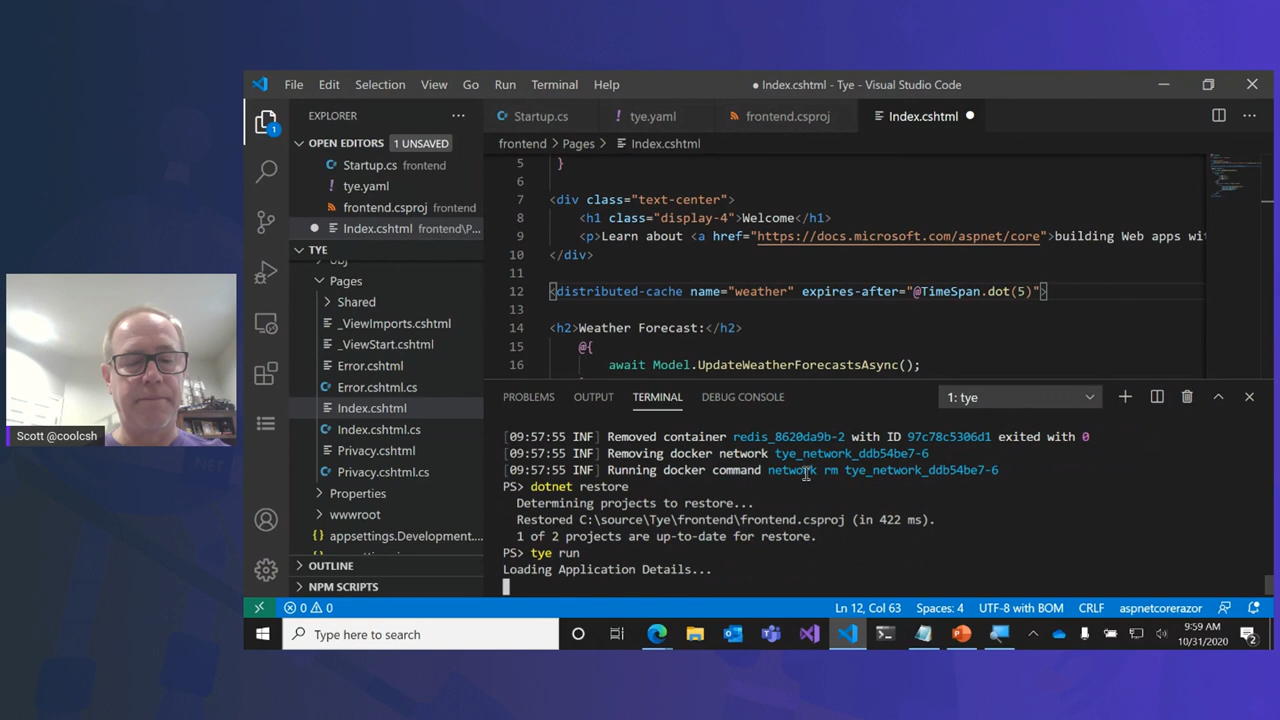 File Edit Selection View Go Run Terminal Help
● Index.cshtml - Tye - Visual Studio Code
EXPLORER
Startup.cs
tye.yaml
frontend.csproj
Index.cshtml
1
OPEN EDITORS 1 UNSAVED
frontend > Pages > Index.cshtml
Startup.cs frontend
tye.yaml
frontend.csproj frontend
Index.cshtml frontend\P...
TYE
obj
Pages
Shared
_ViewImports.cshtml
_ViewStart.cshtml
Error.cshtml
Error.cshtml.cs
Index.cshtml
Index.cshtml.cs
Privacy.cshtml
Privacy.cshtml.cs
Properties
wwwroot
appsettings.Development....
OUTLINE
NPM SCRIPTS
5 }
6
7 <div class="text-center">
8 <h1 class="display-4">Welcome</h1>
9 <p>Learn about <a href="https://docs.microsoft.com/aspnet/core">building Web apps wi
10 </div>
11
12 <distributed-cache name="weather" expires-after="@TimeSpan.dot(5)">
13
14 <h2>Weather Forecast:</h2>
15 @{
16 await Model.UpdateWeatherForecastsAsync();
PROBLEMS OUTPUT TERMINAL DEBUG CONSOLE
1: tye
[09:57:55 INF] Removed container redis_8620da9b-2 with ID 97c78c5306d1 exited with 0
[09:57:55 INF] Removing docker network tye_network_ddb54be7-6
[09:57:55 INF] Running docker command network rm tye_network_ddb54be7-6
PS> dotnet restore
Determining projects to restore...
Restored C:\source\Tye\frontend\frontend.csproj (in 422 ms).
1 of 2 projects are up-to-date for restore.
PS> tye run
Loading Application Details...
0 0
Ln 12, Col 63 Spaces: 4 UTF-8 with BOM CRLF aspnetcorerazor
Type here to search
9:59 AM
10/31/2020
2
Scott @coolcsh
.NET